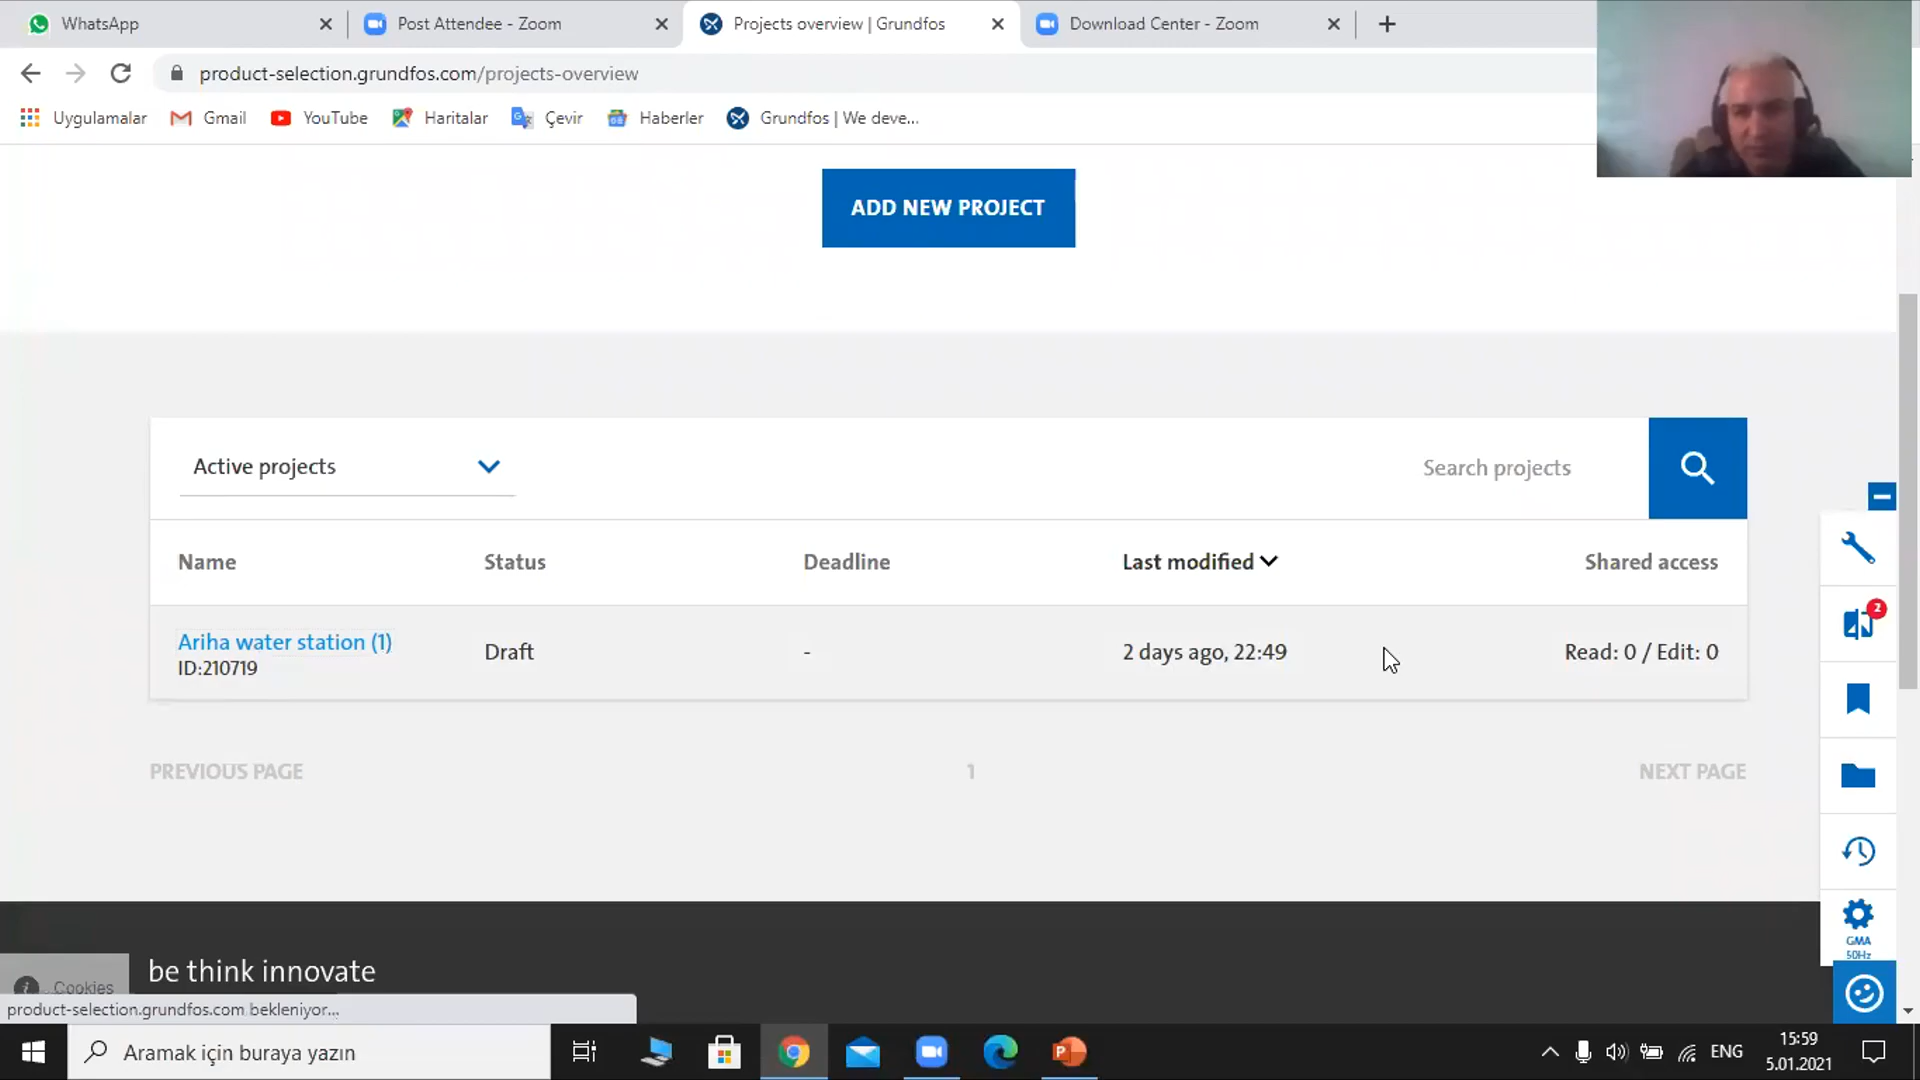 WhatsApp
Post Attendee - Zoom
Projects overview | Grundfos
Download Center - Zoom
product-selection.grundfos.com/projects-overview
Uygulamalar
Gmail
YouTube
Haritalar
Çevir
Haberler
Grundfos | We deve...
ADD NEW PROJECT
Active projects
Search projects
Name
Status
Deadline
Last modified
Shared access
Ariha water station (1)
ID:210719
Draft
-
2 days ago, 22:49
Read: 0 / Edit: 0
2
PREVIOUS PAGE
1
NEXT PAGE
GMA
50Hz
be think innovate
Cookies
product-selection.grundfos.com bekleniyor...
Aramak için buraya yazın
ENG
15:59
5.01.2021